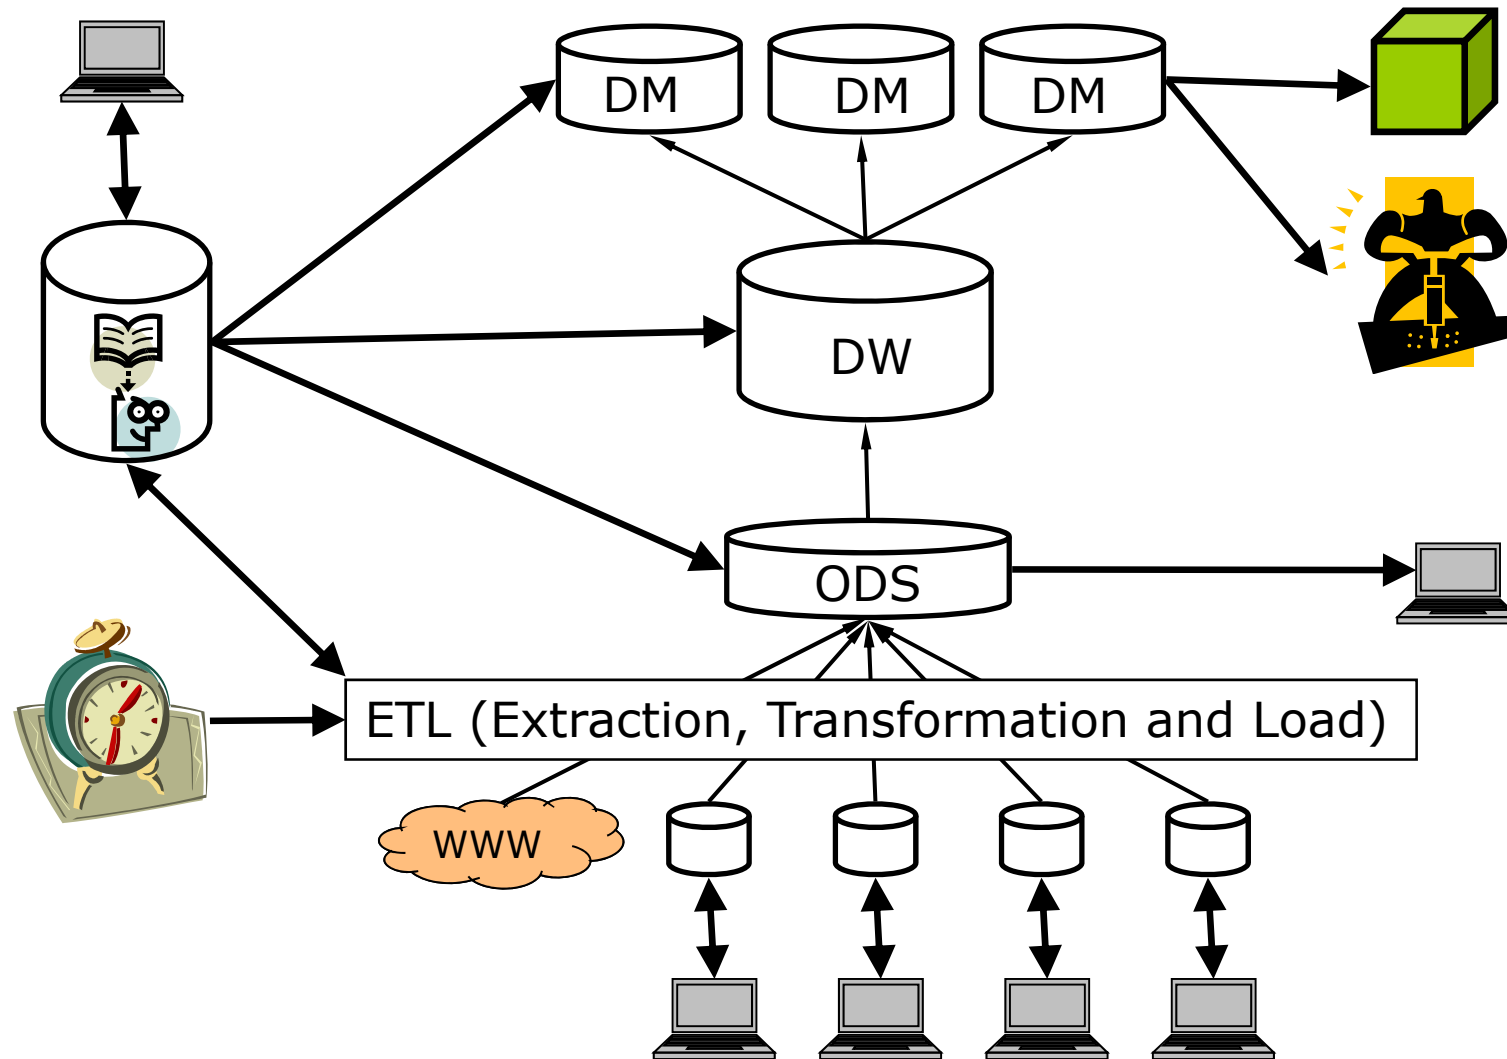 DM
DM
DM
DW
ODS
ETL (Extraction, Transformation and Load)
WWW